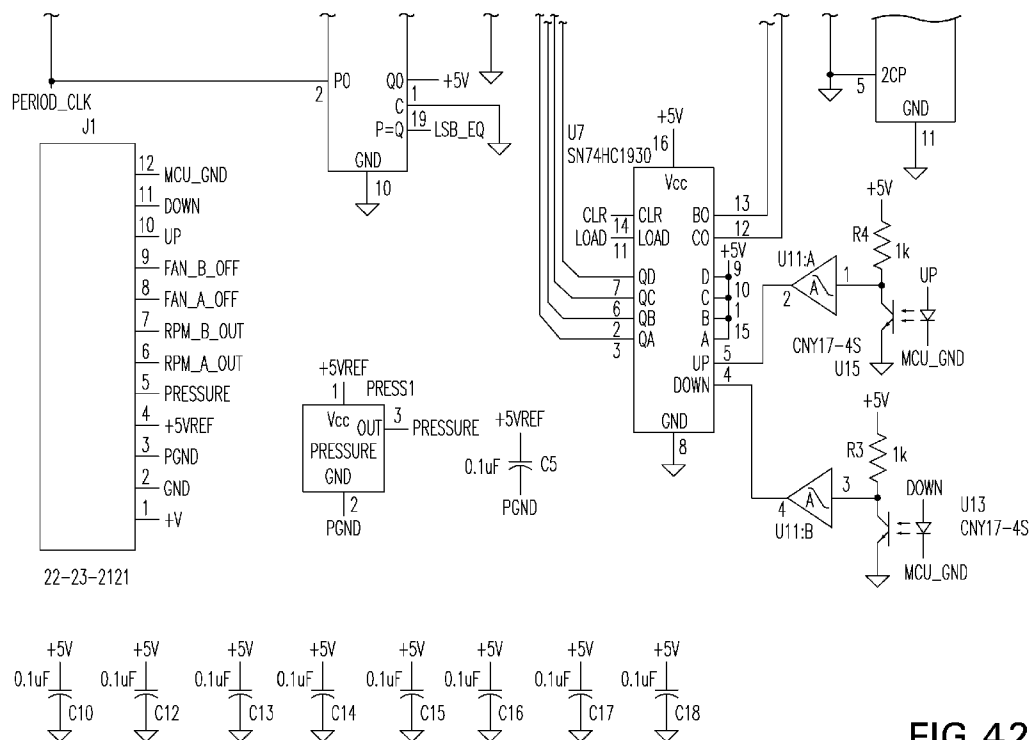 PERIOD_CLK
2
P0
Q0
+5V
1
C
19
P=Q
LSB_EQ
GND
10
5
2CP
GND
11
J1
12 MCU_GND
11 DOWN
10 UP
9 FAN_B_OFF
8 FAN_A_OFF
7 RPM_B_OUT
6 RPM_A_OUT
5 PRESSURE
4 +5VREF
3 PGND
2 GND
1 +V
22-23-2121
U7
SN74HC1930
+5V
16
Vcc
CLR
CLR
14
LOAD
LOAD
11
QD
7
QC
6
QB
2
QA
3
BO
13
CO
12
+5V
D
9
C
10
B
1
A
15
UP
5
DOWN
4
GND
8
+5VREF
1
PRESS1
Vcc
OUT
3
PRESSURE
PRESSURE
GND
2
PGND
+5VREF
0.1uF
C5
PGND
+5V
R4
1k
U11:A
A
2
1
UP
CNY17-4S
U15
MCU_GND
+5V
R3
1k
A
4
3
U11:B
DOWN
U13
CNY17-4S
MCU_GND
+5V +5V +5V +5V +5V +5V +5V +5V
0.1uF 0.1uF 0.1uF 0.1uF 0.1uF 0.1uF 0.1uF 0.1uF
C10 C12 C13 C14 C15 C16 C17 C18
FIG.42